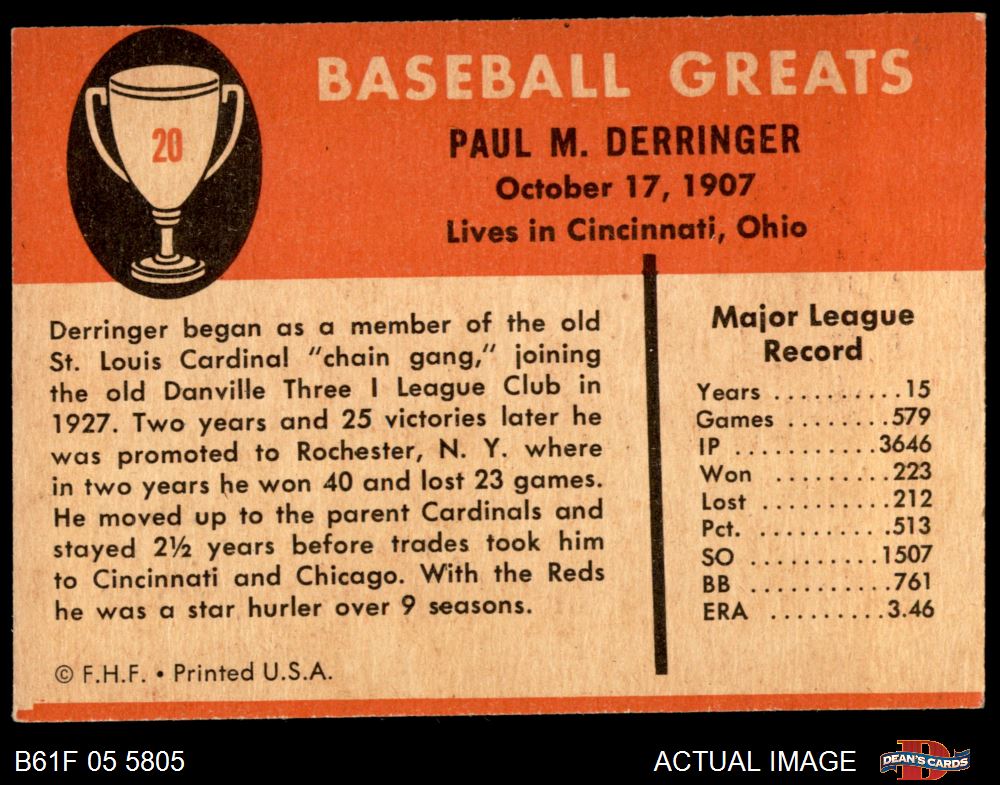 20
BASEBALL GREATS
PAUL M. DERRINGER
October 17, 1907
Lives in Cincinnati, Ohio
Derringer began as a member of the old
St. Louis Cardinal "chain gang," joining
the old Danville Three I League Club in
1927. Two years and 25 victories later he
was promoted to Rochester, N. Y. where
in two years he won 40 and lost 23 games.
He moved up to the parent Cardinals and
stayed 2½ years before trades took him
to Cincinnati and Chicago. With the Reds
he was a star hurler over 9 seasons.
© F.H.F. • Printed U.S.A.
Major League
Record
Years ..........15
Games ........579
IP ...........3646
Won .........223
Lost ..........212
Pct. ..........513
SO ..........1507
BB ...........761
ERA .........3.46
B61F 05 5805
ACTUAL IMAGE
D
DEAN'S CARDS